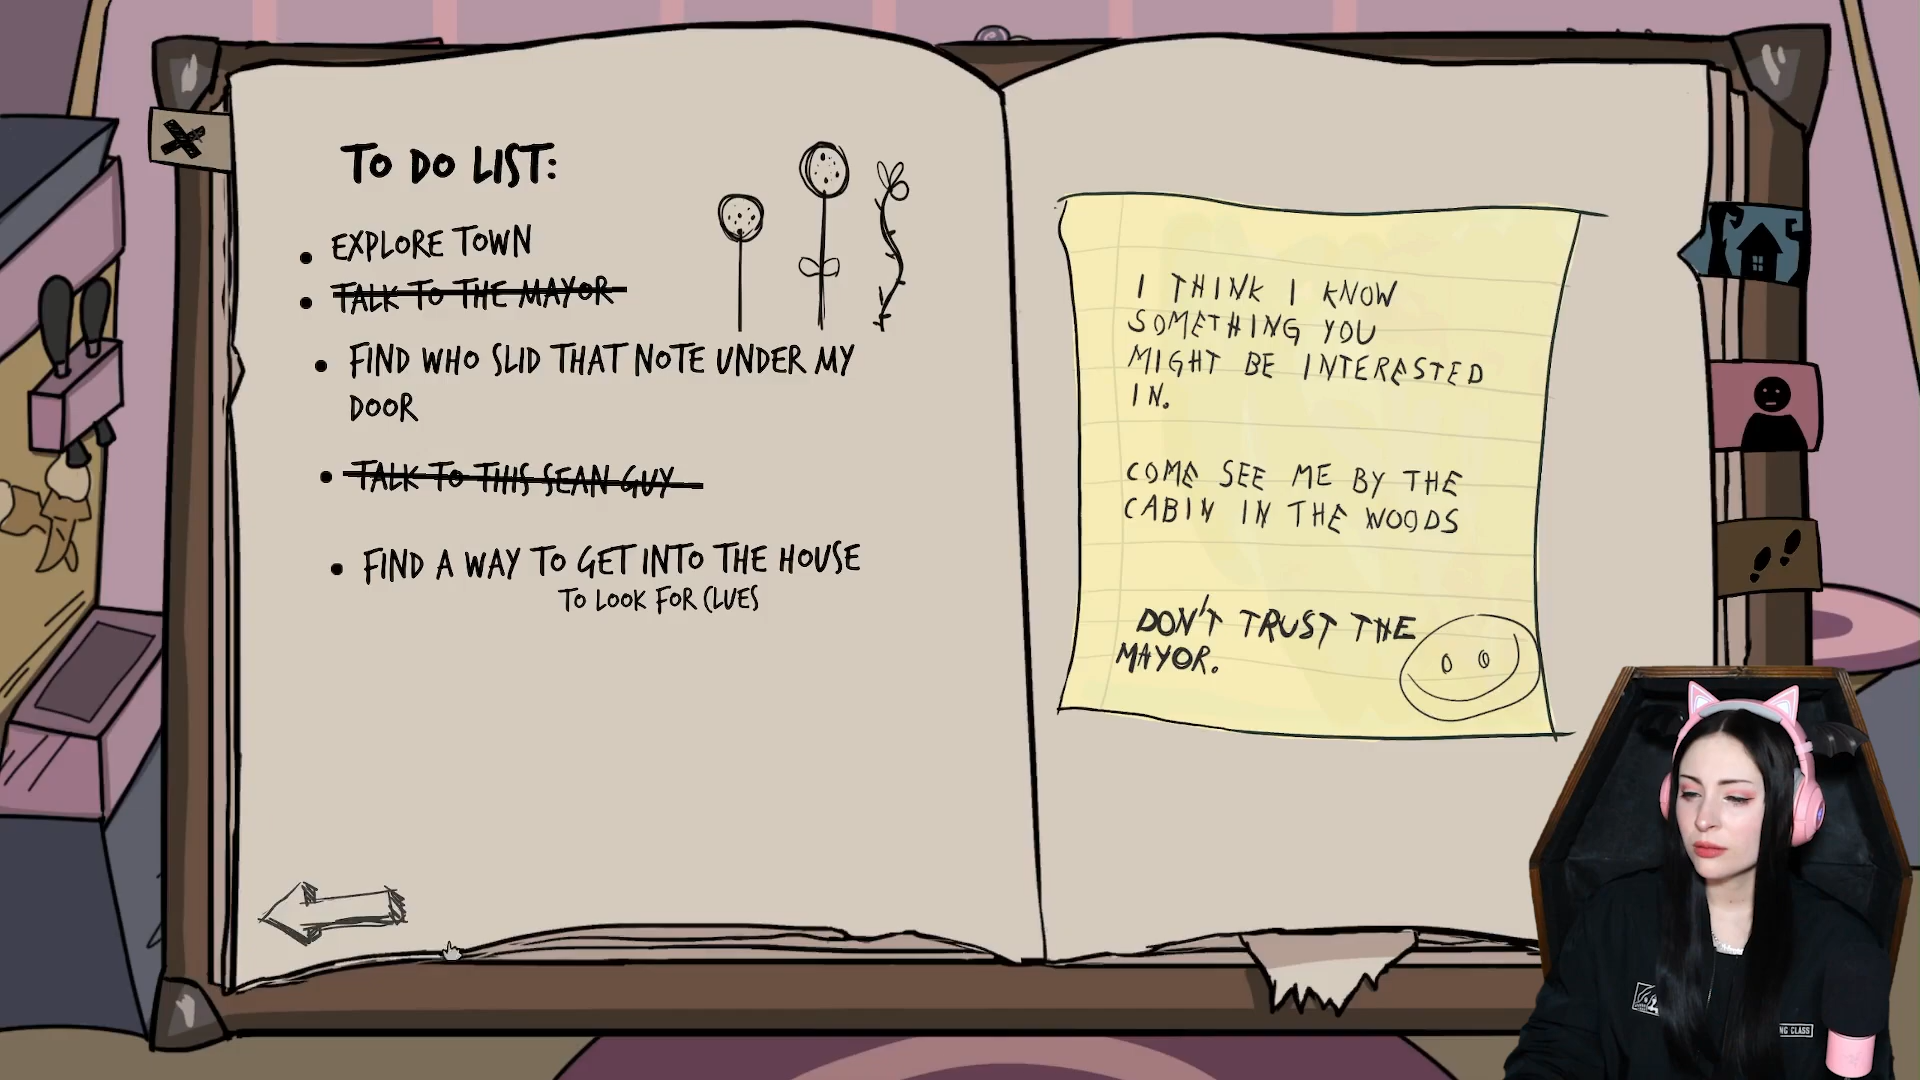 TO DO LIST:
EXPLORE TOWN
TALK TO THE MAYOR
FIND WHO SLID THAT NOTE UNDER MY
DOOR
TALK TO THIS SEAN GUY
FIND A WAY TO GET INTO THE HOUSE
TO LOOK FOR CLUES
I THINK I KNOW
SOMETHING YOU
MIGHT BE INTERESTED
IN.
COME SEE ME BY THE
CABIN IN THE WOODS
DON'T TRUST THE
MAYOR.
CLASS